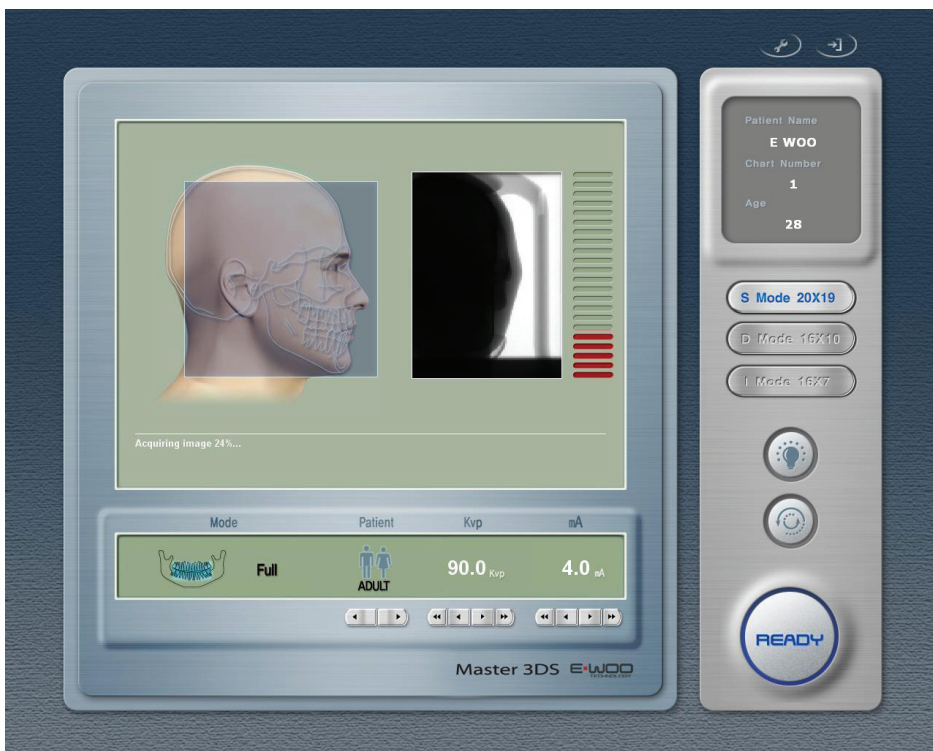 Patient Name
E WOO
Chart Number
1
Age
28
S Mode 20X19
D Mode 16X10
I Mode 16X7
Acquiring image 24%...
Mode
Patient
Kvp
mA
Full
ADULT
90.0 Kvp
4.0 mA
READY
Master 3DS E-WOO
TECHNOLOGY